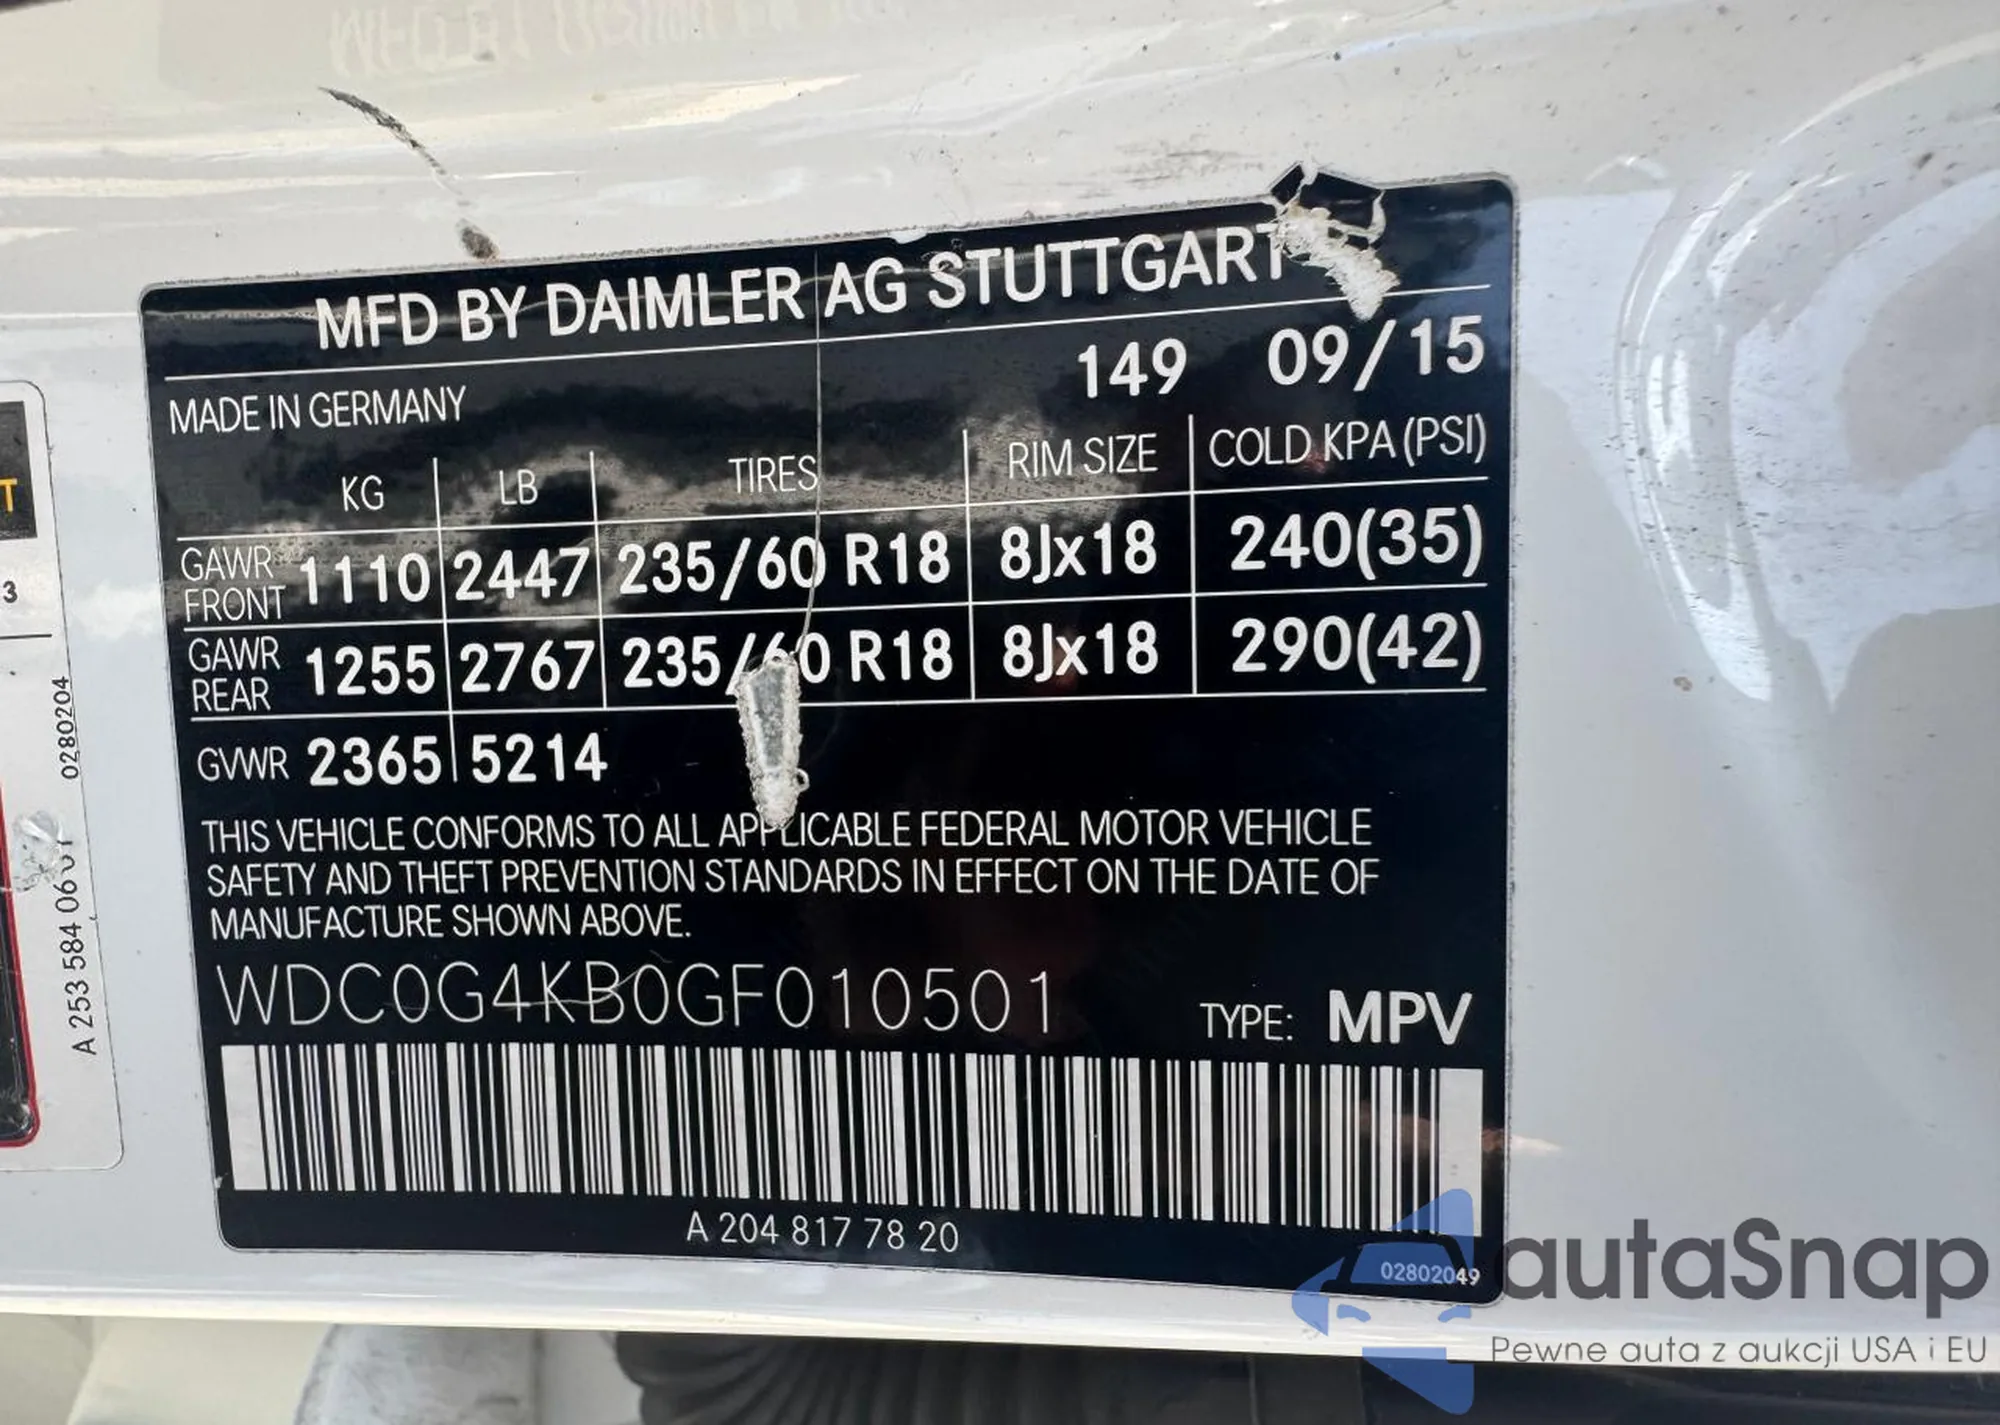 MFD BY DAIMLER AG STUTTGART
149 09/15
MADE IN GERMANY
KG LB TIRES RIM SIZE COLD KPA (PSI)
GAWR FRONT 1110 2447 235/60 R18 8Jx18 240(35)
GAWR REAR 1255 2767 235/60 R18 8Jx18 290(42)
GVWR 2365 5214
THIS VEHICLE CONFORMS TO ALL APPLICABLE FEDERAL MOTOR VEHICLE
SAFETY AND THEFT PREVENTION STANDARDS IN EFFECT ON THE DATE OF
MANUFACTURE SHOWN ABOVE.
WDC0G4KB0GF010501
TYPE: MPV
A 204 817 78 20
02802049
T
3
A 253 584 06 0280204
autaSnap
Pewne auta z aukcji USA i EU